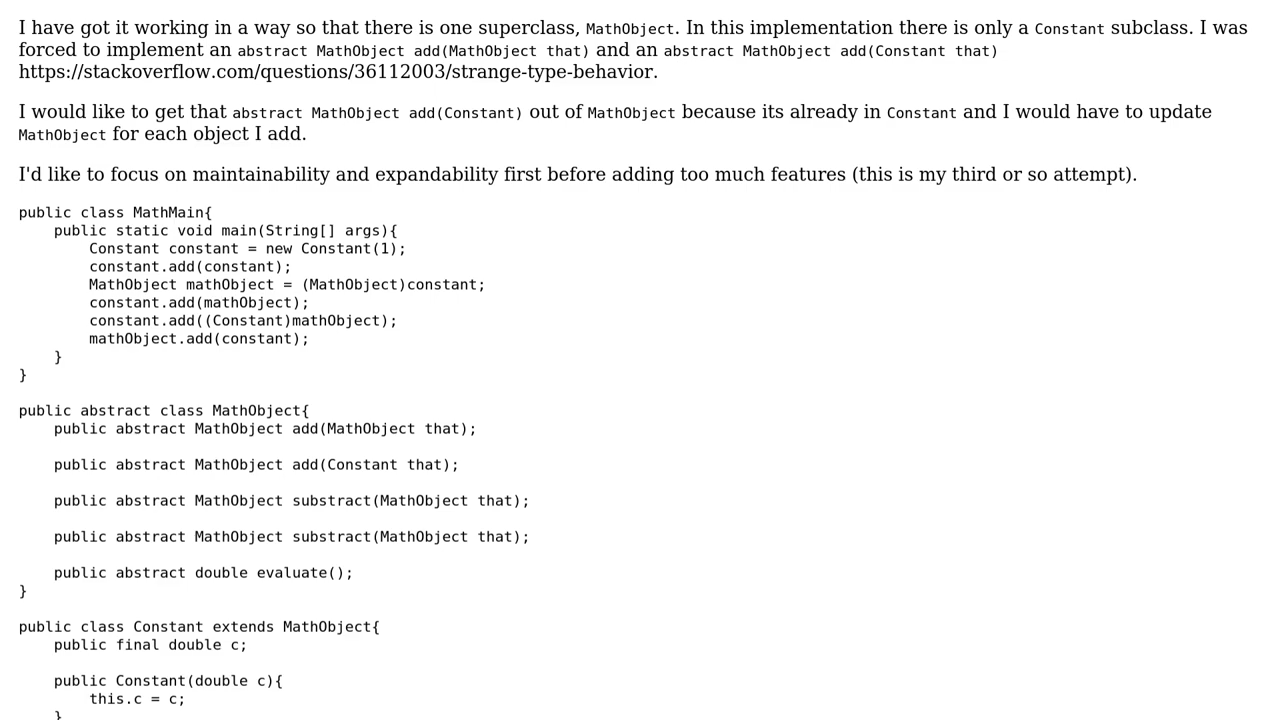 I have got it working in a way so that there is one superclass, MathObject. In this implementation there is only a Constant subclass. I was
forced to implement an abstract MathObject add(MathObject that) and an abstract MathObject add(Constant that)
https://stackoverflow.com/questions/36112003/strange-type-behavior.
I would like to get that abstract MathObject add(Constant) out of MathObject because its already in Constant and I would have to update
MathObject for each object I add.
I'd like to focus on maintainability and expandability first before adding too much features (this is my third or so attempt).
public class MathMain{
    public static void main(String[] args){
        Constant constant = new Constant(1);
        constant.add(constant);
        MathObject mathObject = (MathObject)constant;
        constant.add(mathObject);
        constant.add((Constant)mathObject);
        mathObject.add(constant);
    }
}
public abstract class MathObject{
    public abstract MathObject add(MathObject that);
    public abstract MathObject add(Constant that);
    public abstract MathObject substract(MathObject that);
    public abstract MathObject substract(MathObject that);
    public abstract double evaluate();
}
public class Constant extends MathObject{
    public final double c;
    public Constant(double c){
        this.c = c;
    }